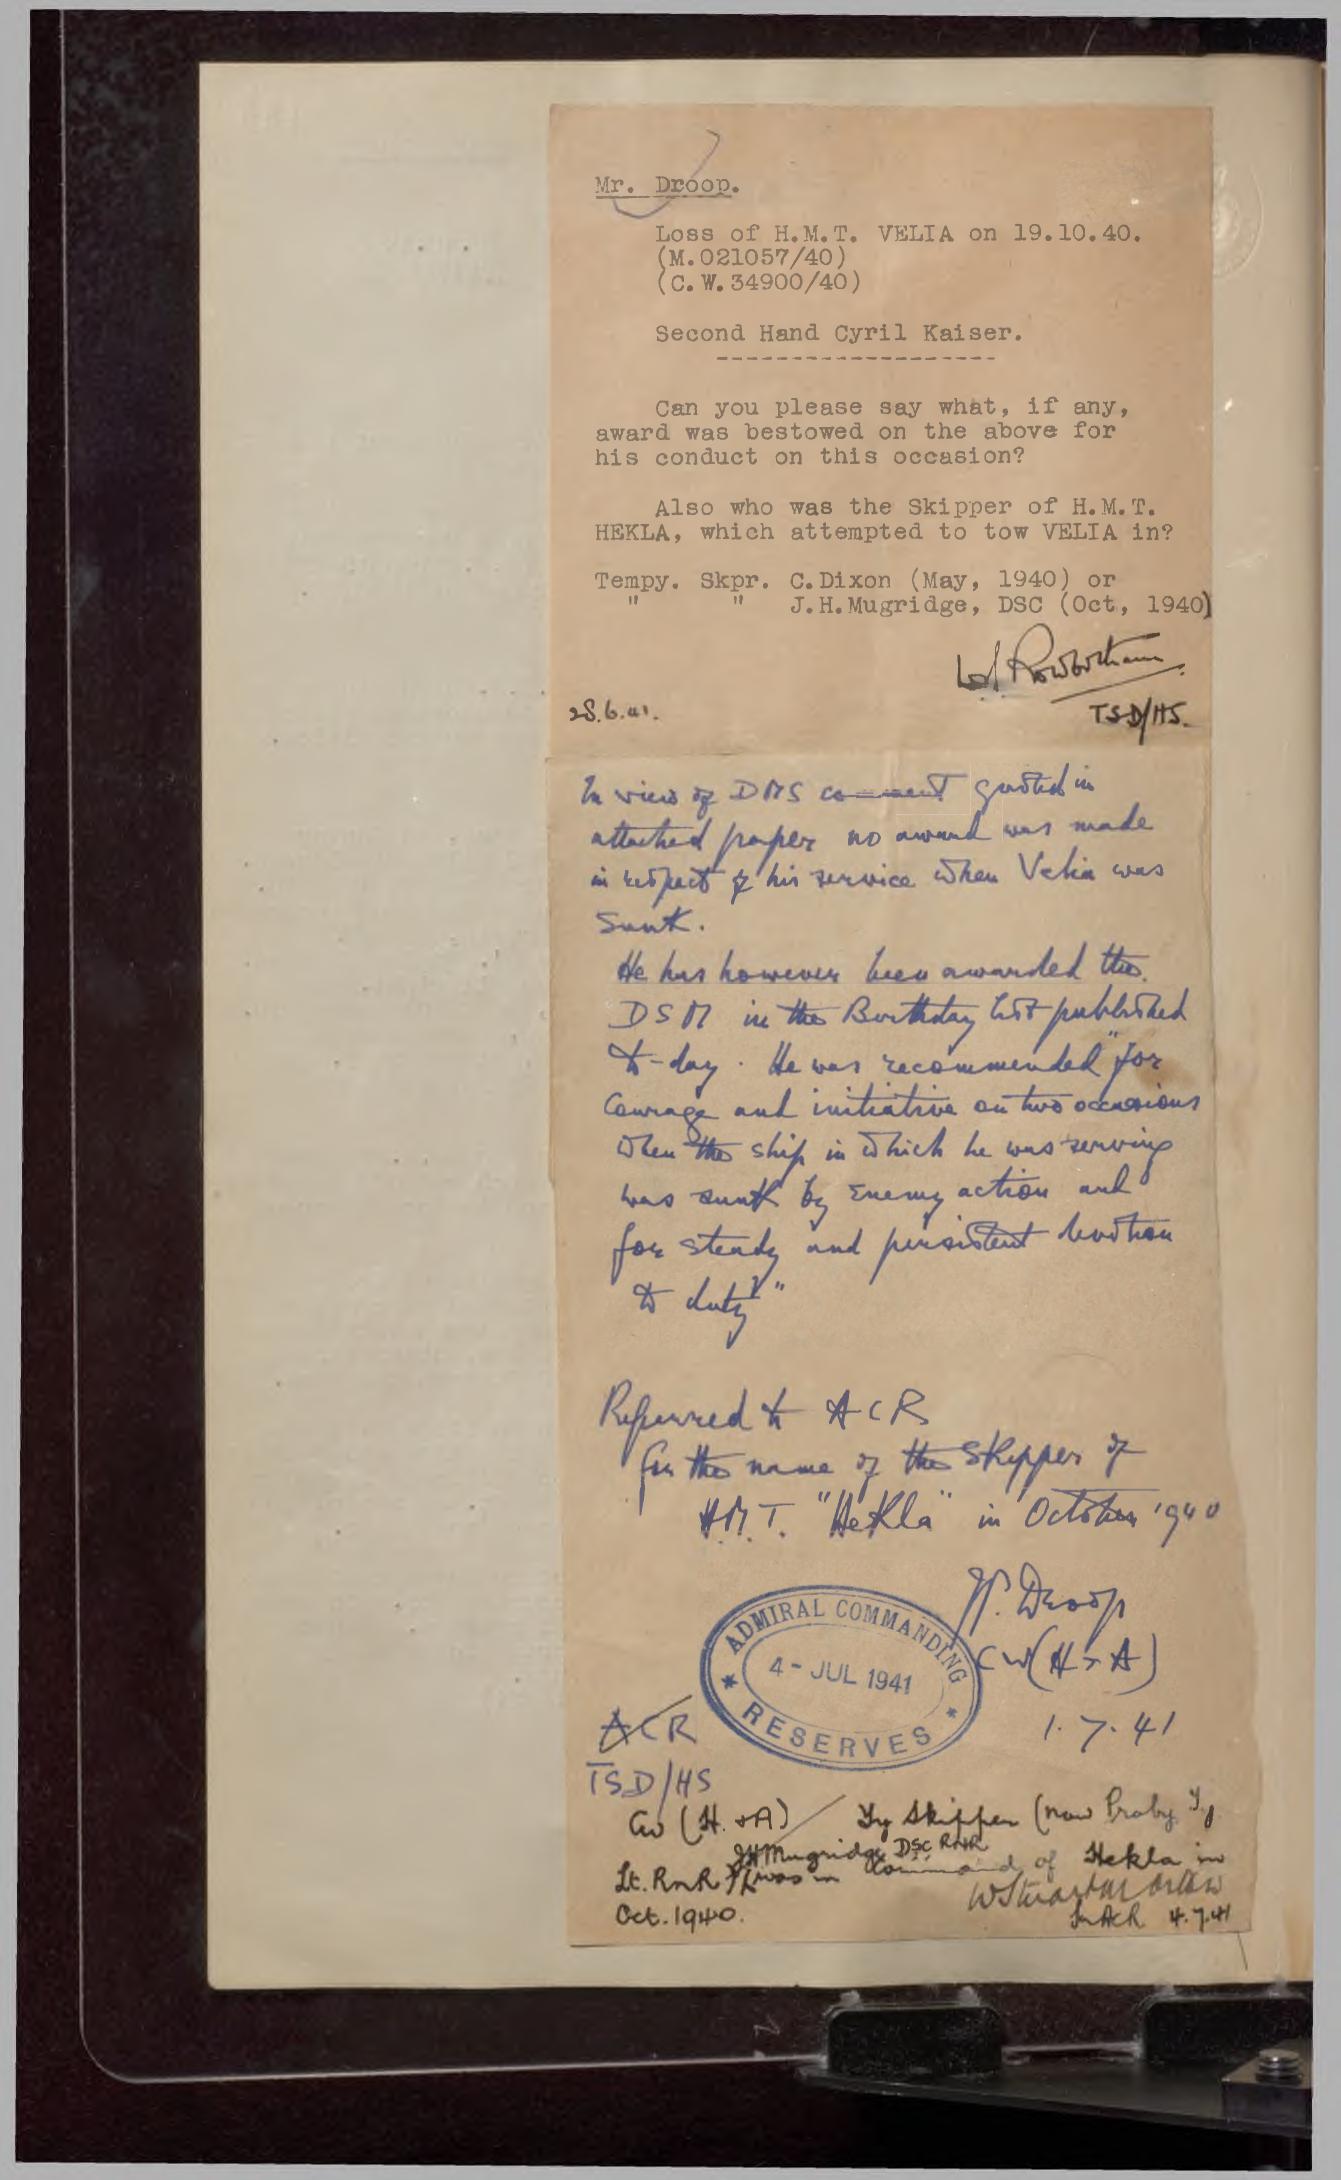 Mr. Droop.
Loss of H.M.T. VELIA on 19.10.40.
(M.021057/40)
(C.W.34900/40)
Second Hand Cyril Kaiser.
-------------------
Can you please say what, if any,
award was bestowed on the above for
his conduct on this occasion?
Also who was the Skipper of H.M.T.
HEKLA, which attempted to tow VELIA in?
Tempy. Skpr. C.Dixon (May, 1940) or
" " J.H.Mugridge, DSC (Oct, 1940)
Rowbotham
28.6.41. TSD/HS.
In view of DMS comment quoted in
attached paper no award was made
in respect of his service when Velia was
sunk.
He has however been awarded the
DSM in the Birthday list published
to-day. He was recommended "for
courage and initiative on two occasions
when the ship in which he was serving
was sunk by enemy action and
for steady and persistent devotion
to duty"
Referred to ACR
for the name of the Skipper of
H.M.T. "Hekla" in October 1940
Droop
CW(H & A)
1.7.41
ADMIRAL COMMANDING
4 - JUL 1941
RESERVES
ACR
TSD/HS
CW (H. & A) Ty Skipper (now Proby Ty
JH Mugridge DSC RNR
Lt. RNR was in Command of Hekla in
Oct. 1940.
for ACR 4.7.41